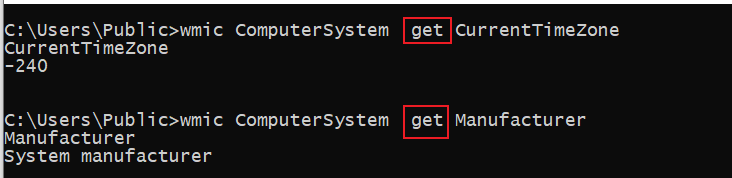 C:\Users\Public>wmic ComputerSystem  get CurrentTimeZone
CurrentTimeZone
-240
C:\Users\Public>wmic ComputerSystem  get Manufacturer
Manufacturer
System manufacturer